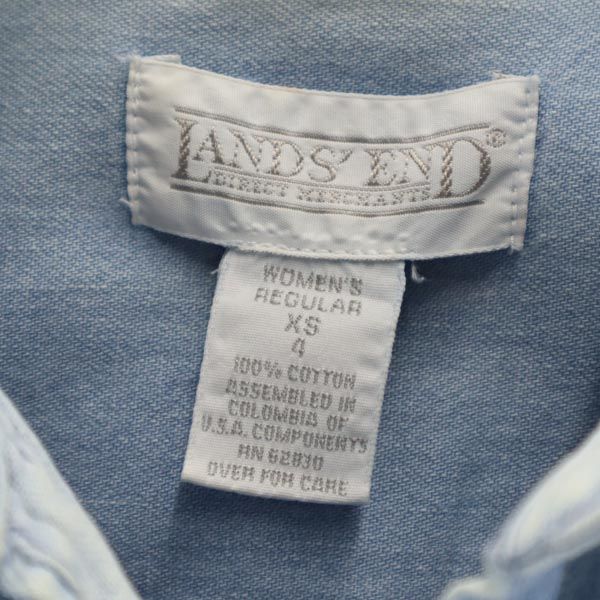 LANDS' END®
DIRECT MERCHANTS
WOMEN'S
REGULAR
XS
4
100% COTTON
ASSEMBLED IN
COLOMBIA OF
U.S.A. COMPONENTS
RN 62830
OVER FOR CARE